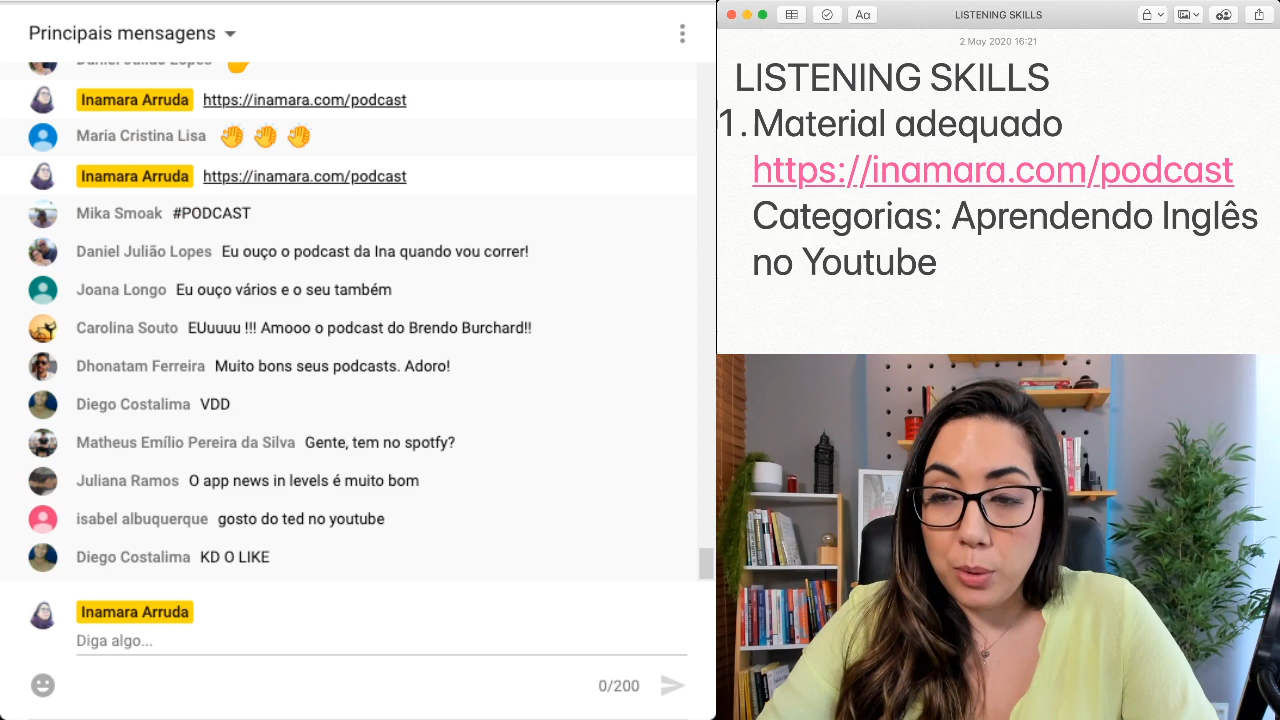 Principais mensagens
Daniel Julião Lopes
Inamara Arruda https://inamara.com/podcast
Maria Cristina Lisa
Inamara Arruda https://inamara.com/podcast
Mika Smoak #PODCAST
Daniel Julião Lopes Eu ouço o podcast da Ina quando vou correr!
Joana Longo Eu ouço vários e o seu também
Carolina Souto EUuuuu !!! Amooo o podcast do Brendo Burchard!!
Dhonatam Ferreira Muito bons seus podcasts. Adoro!
Diego Costalima VDD
Matheus Emílio Pereira da Silva Gente, tem no spotfy?
Juliana Ramos O app news in levels é muito bom
isabel albuquerque gosto do ted no youtube
Diego Costalima KD O LIKE
Inamara Arruda
Diga algo...
0/200
Aa
LISTENING SKILLS
2 May 2020 16:21
LISTENING SKILLS
1. Material adequado
https://inamara.com/podcast
Categorias: Aprendendo Inglês
no Youtube